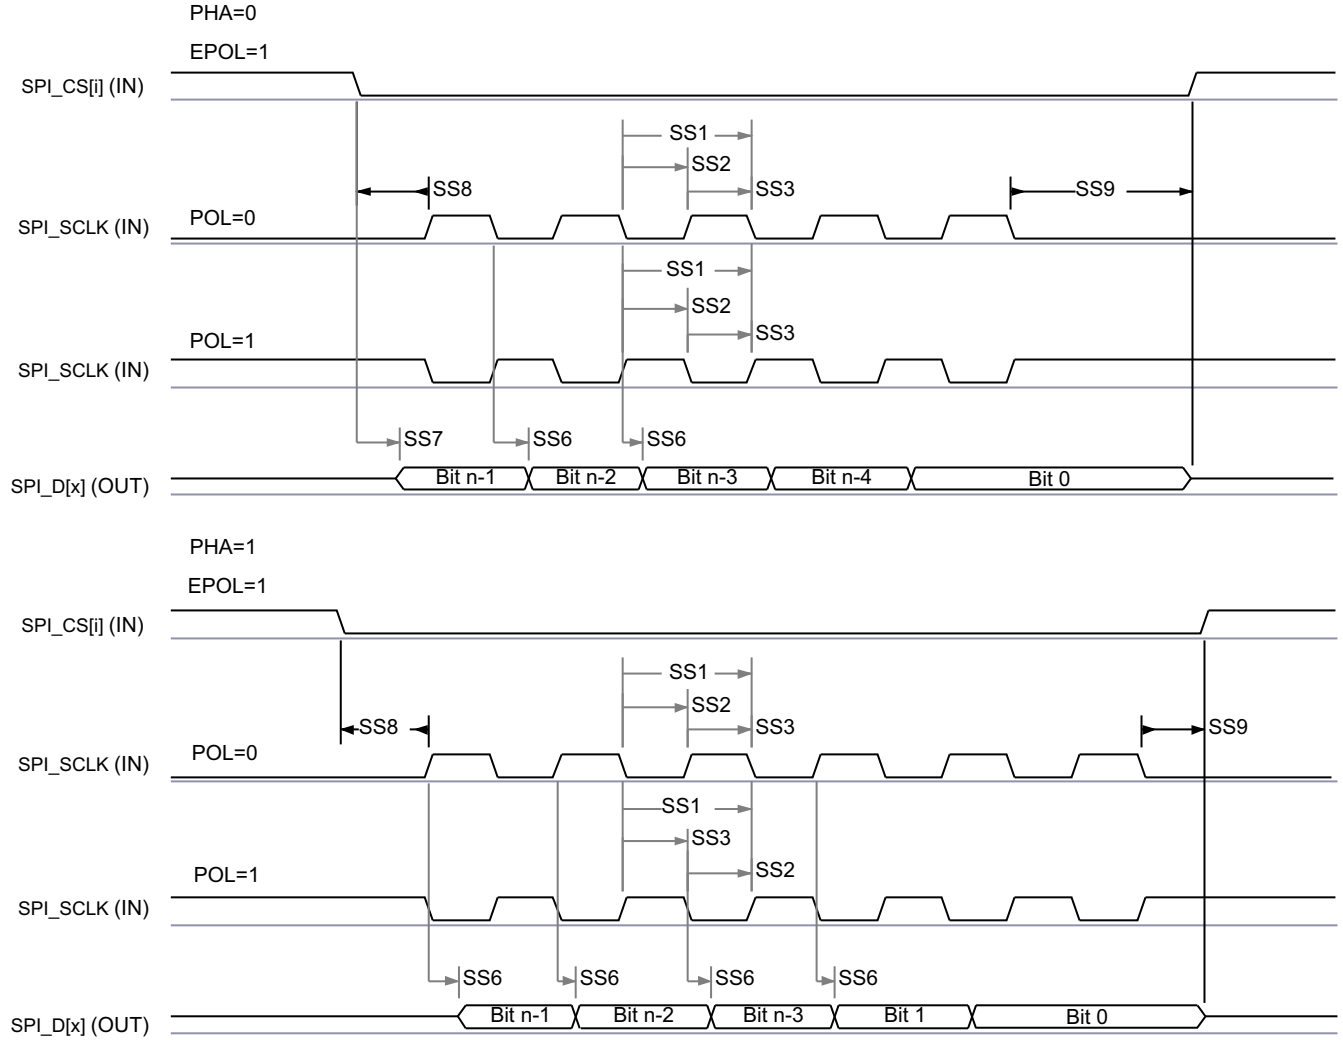 PHA=0
EPOL=1
SPI_CS[i] (IN)
SS1
SS2
SS8 SS3 SS9
POL=0
SPI_SCLK (IN)
SS1
SS2
SS3
POL=1
SPI_SCLK (IN)
SS7 SS6 SS6
Bit n-1 Bit n-2 Bit n-3 Bit n-4 Bit 0
SPI_D[x] (OUT)
PHA=1
EPOL=1
SPI_CS[i] (IN)
SS1
SS2
SS8 SS3 SS9
POL=0
SPI_SCLK (IN)
SS1
SS3
SS2
POL=1
SPI_SCLK (IN)
SS6 SS6 SS6 SS6
Bit n-1 Bit n-2 Bit n-3 Bit 1 Bit 0
SPI_D[x] (OUT)